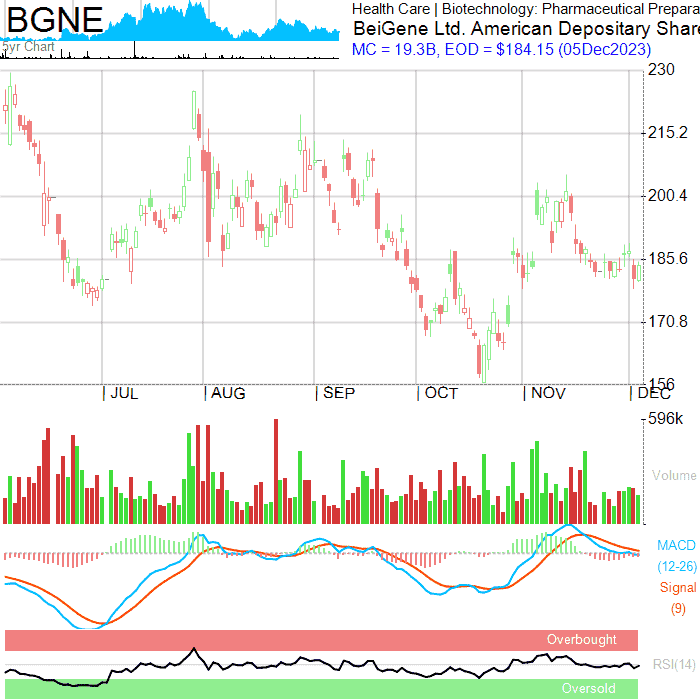 BGNE
5yr Chart
Health Care | Biotechnology: Pharmaceutical Prepara
BeiGene Ltd. American Depositary Share
MC = 19.3B, EOD = $184.15 (05Dec2023)
230
215.2
200.4
185.6
170.8
156
| JUL | AUG | SEP | OCT | NOV | DEC
596k
Volume
MACD
(12-26)
Signal
(9)
Overbought
RSI(14)
Oversold